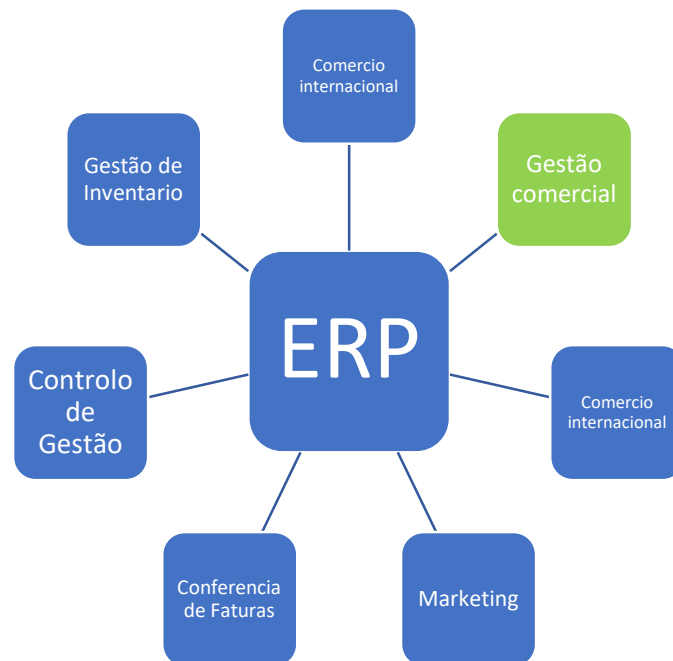 Comercio
internacional
Gestão
comercial
Gestão de
Inventario
ERP
Controlo
de
Gestão
Comercio
internacional
Conferencia
de Faturas
Marketing